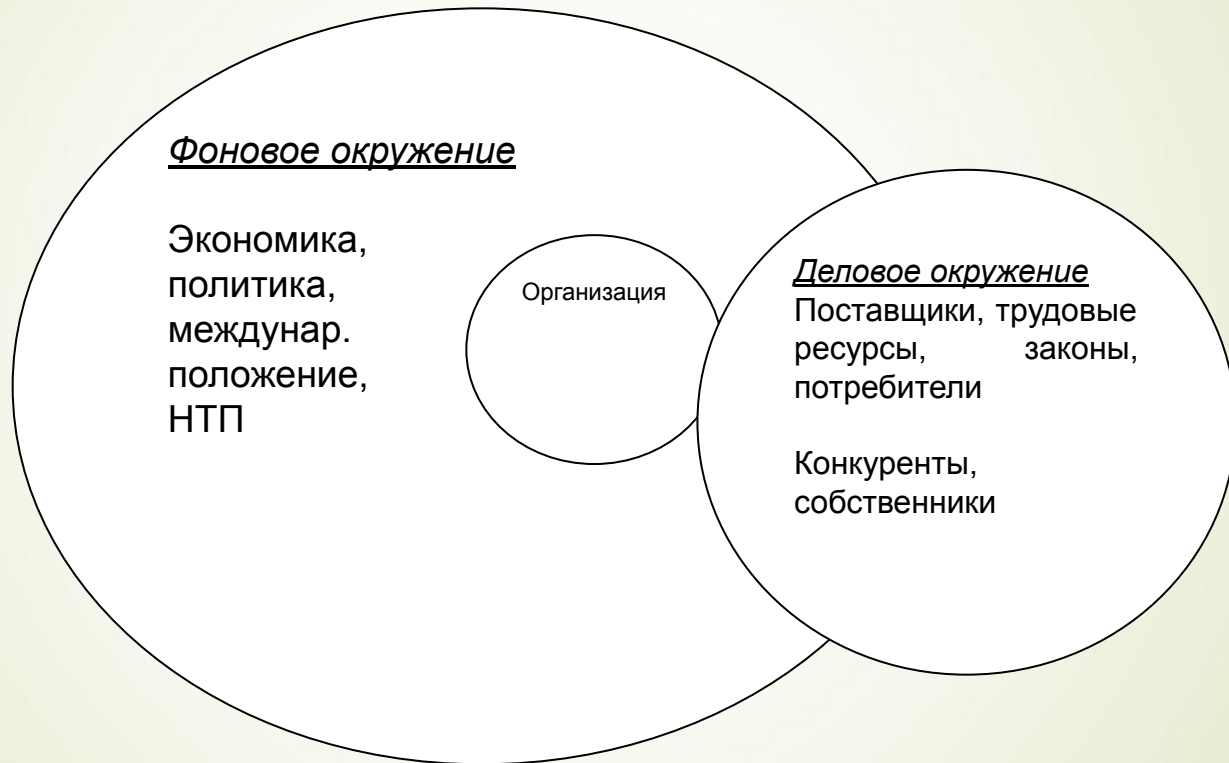 Фоновое окружение
Экономика,
политика,
междунар.
положение,
НТП
Организация
Деловое окружение
Поставщики, трудовые
ресурсы, законы,
потребители
Конкуренты,
собственники